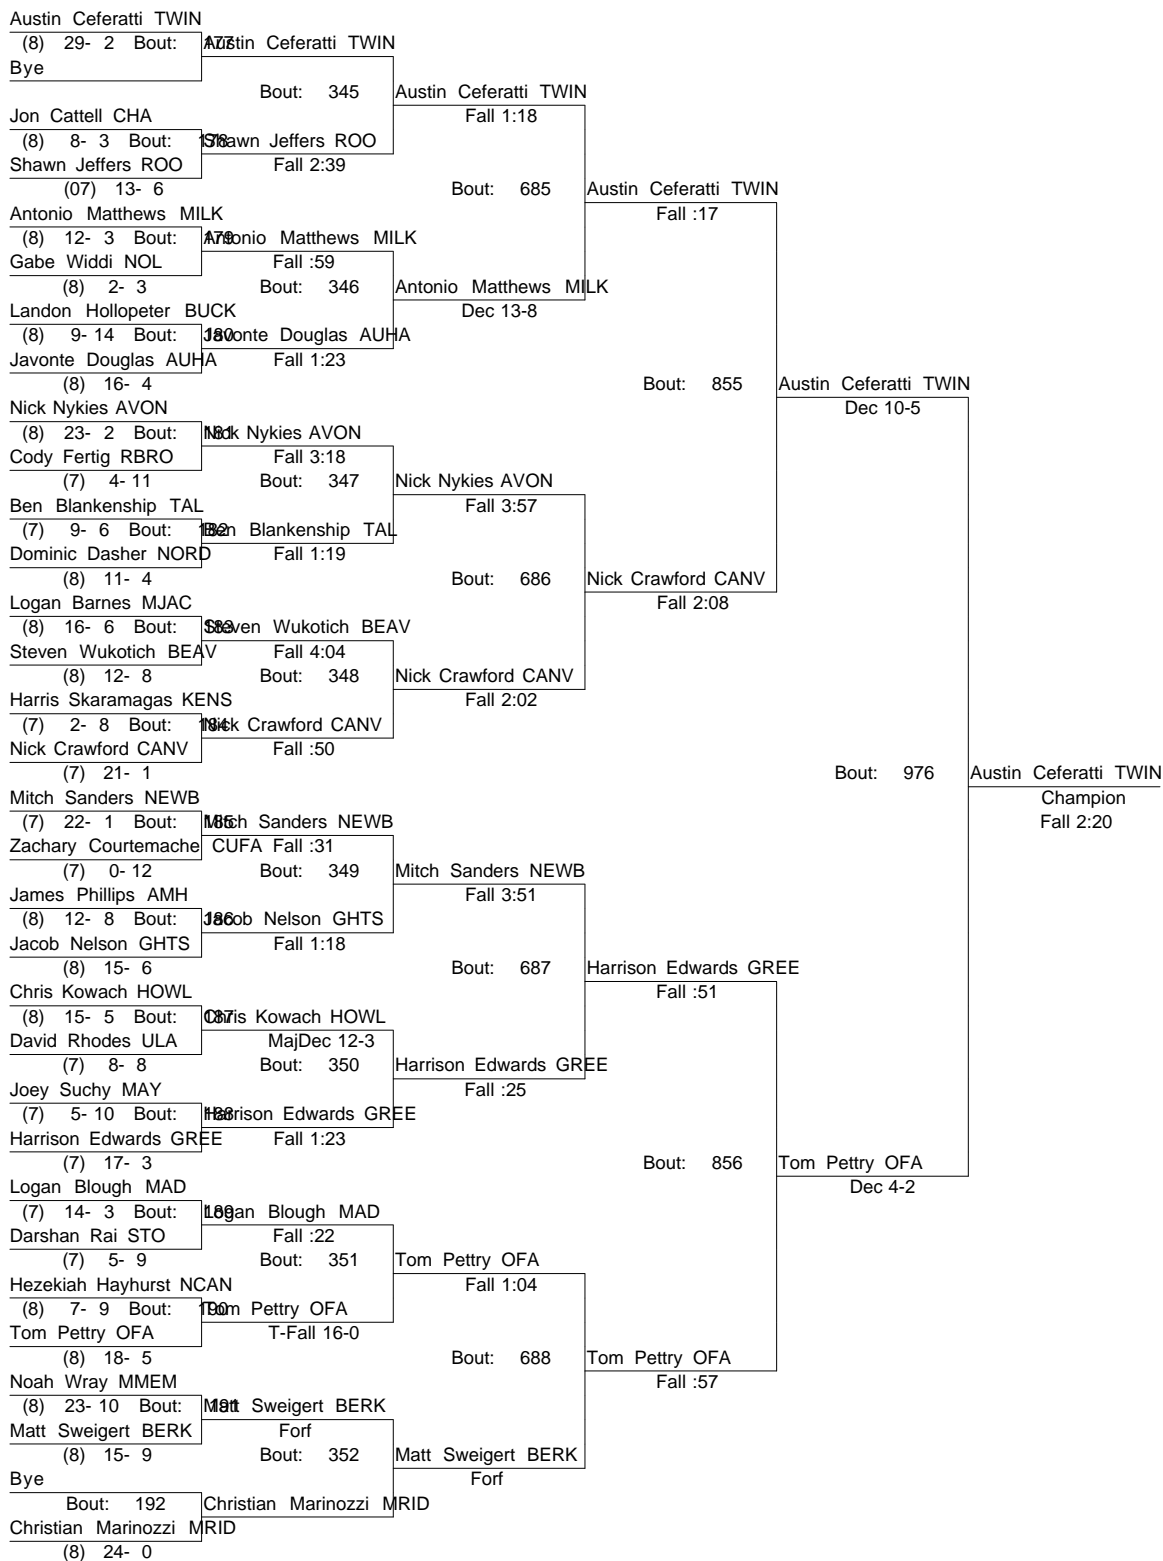 Austin Ceferatti TWIN
(8) 29- 2 Bout: 177
Austin Ceferatti TWIN
Bye
Bout: 345
Austin Ceferatti TWIN
Jon Cattell CHA
Fall 1:18
(8) 8- 3 Bout: 178
Shawn Jeffers ROO
Shawn Jeffers ROO
Fall 2:39
(07) 13- 6
Bout: 685
Austin Ceferatti TWIN
Antonio Matthews MILK
Fall :17
(8) 12- 3 Bout: 179
Antonio Matthews MILK
Gabe Widdi NOL
Fall :59
(8) 2- 3
Bout: 346
Antonio Matthews MILK
Landon Hollopeter BUCK
Dec 13-8
(8) 9- 14 Bout: 180
Javonte Douglas AUHA
Javonte Douglas AUHA
Fall 1:23
(8) 16- 4
Bout: 855
Austin Ceferatti TWIN
Nick Nykies AVON
Dec 10-5
(8) 23- 2 Bout: 181
Nick Nykies AVON
Cody Fertig RBRO
Fall 3:18
(7) 4- 11
Bout: 347
Nick Nykies AVON
Ben Blankenship TAL
Fall 3:57
(7) 9- 6 Bout: 182
Ben Blankenship TAL
Dominic Dasher NORD
Fall 1:19
(8) 11- 4
Bout: 686
Nick Crawford CANV
Logan Barnes MJAC
Fall 2:08
(8) 16- 6 Bout: 183
Steven Wukotich BEAV
Steven Wukotich BEAV
Fall 4:04
(8) 12- 8
Bout: 348
Nick Crawford CANV
Harris Skaramagas KENS
Fall 2:02
(7) 2- 8 Bout: 184
Nick Crawford CANV
Nick Crawford CANV
Fall :50
(7) 21- 1
Bout: 976
Austin Ceferatti TWIN
Mitch Sanders NEWB
Champion
(7) 22- 1 Bout: 185
Mitch Sanders NEWB
Fall 2:20
Zachary Courtemache CUFA
Fall :31
(7) 0- 12
Bout: 349
Mitch Sanders NEWB
James Phillips AMH
Fall 3:51
(8) 12- 8 Bout: 186
Jacob Nelson GHTS
Jacob Nelson GHTS
Fall 1:18
(8) 15- 6
Bout: 687
Harrison Edwards GREE
Chris Kowach HOWL
Fall :51
(8) 15- 5 Bout: 187
Chris Kowach HOWL
David Rhodes ULA
MajDec 12-3
(7) 8- 8
Bout: 350
Harrison Edwards GREE
Joey Suchy MAY
Fall :25
(7) 5- 10 Bout: 188
Harrison Edwards GREE
Harrison Edwards GREE
Fall 1:23
(7) 17- 3
Bout: 856
Tom Pettry OFA
Logan Blough MAD
Dec 4-2
(7) 14- 3 Bout: 189
Logan Blough MAD
Darshan Rai STO
Fall :22
(7) 5- 9
Bout: 351
Tom Pettry OFA
Hezekiah Hayhurst NCAN
Fall 1:04
(8) 7- 9 Bout: 190
Tom Pettry OFA
Tom Pettry OFA
T-Fall 16-0
(8) 18- 5
Bout: 688
Tom Pettry OFA
Noah Wray MMEM
Fall :57
(8) 23- 10 Bout: 191
Matt Sweigert BERK
Matt Sweigert BERK
Forf
(8) 15- 9
Bout: 352
Matt Sweigert BERK
Bye
Forf
Bout: 192
Christian Marinozzi MRID
Christian Marinozzi MRID
(8) 24- 0